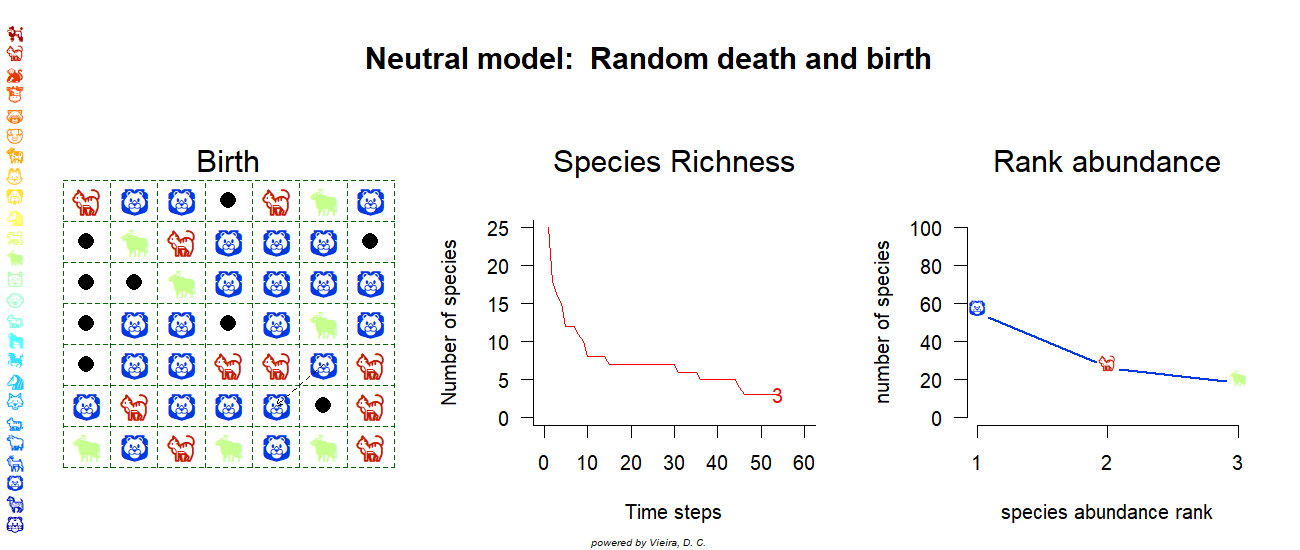 Neutral model:  Random death and birth
Birth
Species Richness
Number of species
25
20
15
10
5
0
3
0 10 20 30 40 50 60
Time steps
Rank abundance
number of species
100
80
60
40
20
0
1 2 3
species abundance rank
powered by Vieira, D. C.